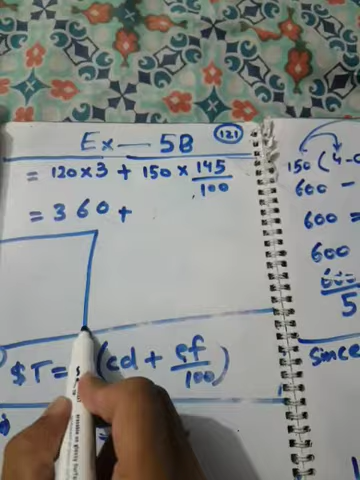 Ex — 5B (121)
= 120 × 3 + 150 × 145/100
= 360 +
$T = (cd + ef/100)
150 (4-
600 -
600 =
600
5
since